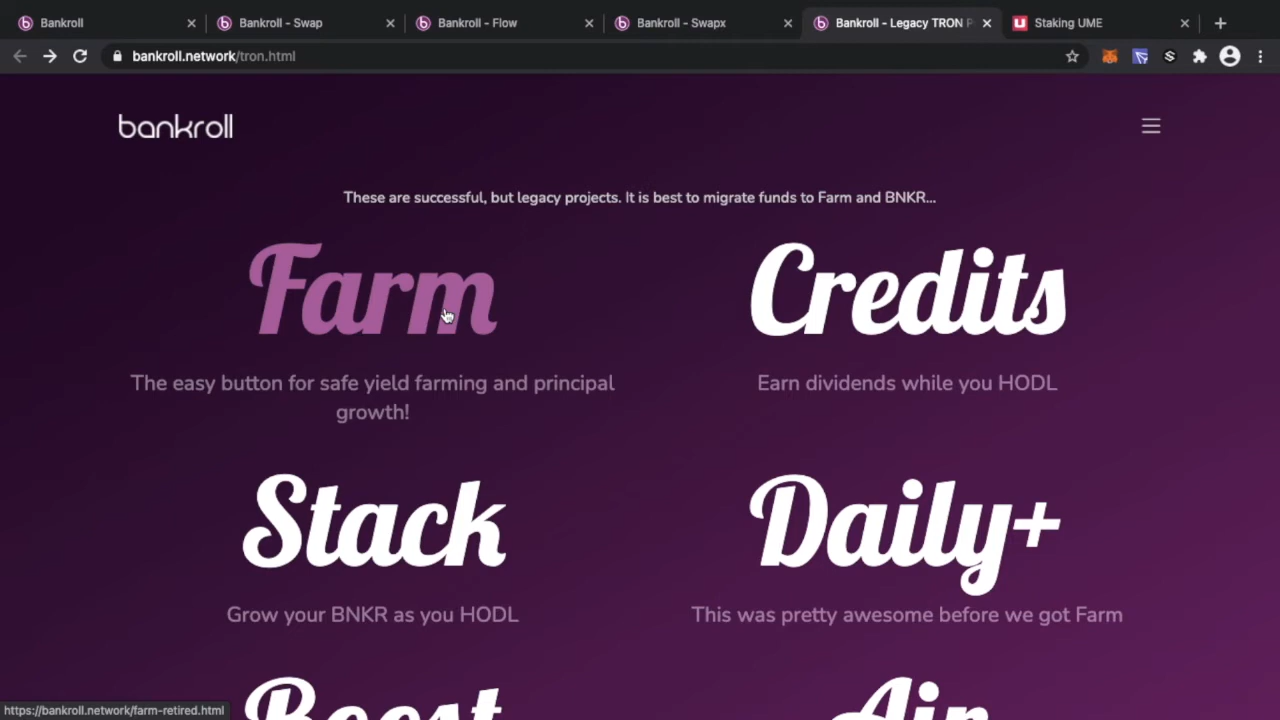 Bankroll
Bankroll - Swap
Bankroll - Flow
Bankroll - Swapx
Bankroll - Legacy TRON P
Staking UME
bankroll.network/tron.html
bankroll
These are successful, but legacy projects. It is best to migrate funds to Farm and BNKR...
Farm
Credits
The easy button for safe yield farming and principal
growth!
Earn dividends while you HODL
Stack
Daily+
Grow your BNKR as you HODL
This was pretty awesome before we got Farm
Boost
Air
https://bankroll.network/farm-retired.html